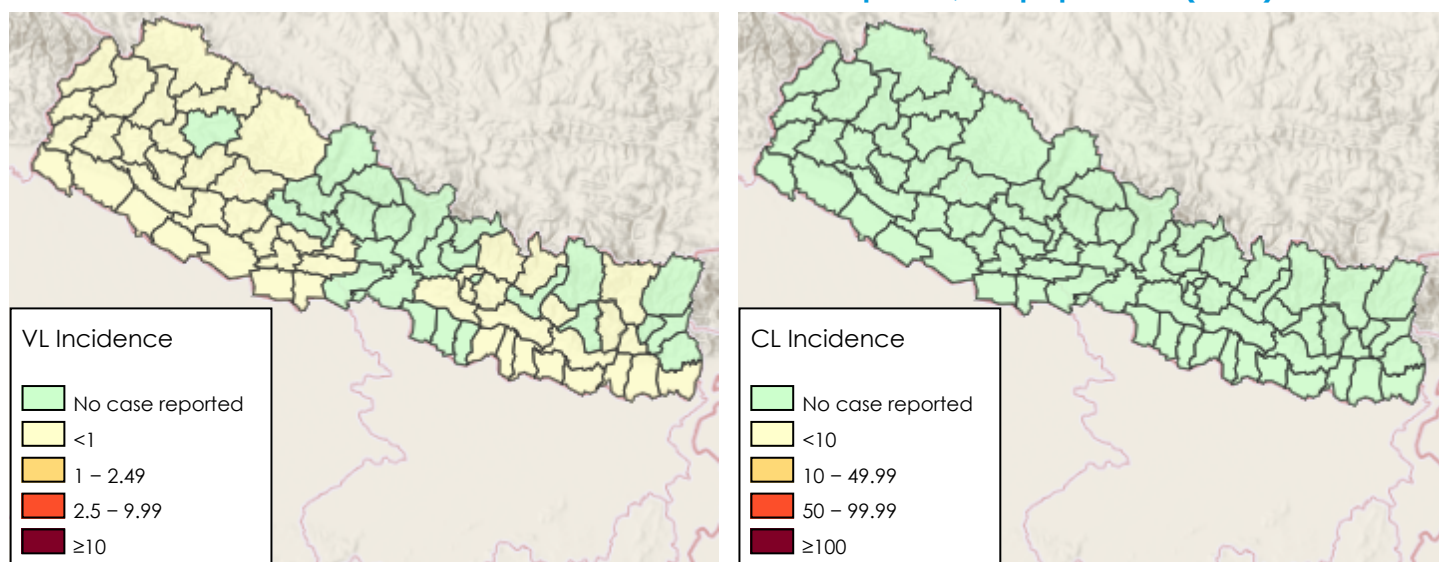 VL Incidence
No case reported
<1
1 – 2.49
2.5 – 9.99
≥10
CL Incidence
No case reported
<10
10 – 49.99
50 – 99.99
≥100